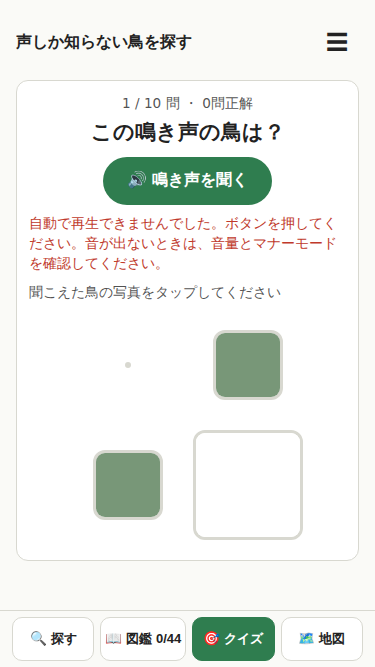 声しか知らない鳥を探す
1 / 10 問 ・ 0問正解
この鳴き声の鳥は？
鳴き声を聞く
自動で再生できませんでした。ボタンを押してく
ださい。音が出ないときは、音量とマナーモード
を確認してください。
聞こえた鳥の写真をタップしてください
探す
図鑑 0/44
クイズ
地図